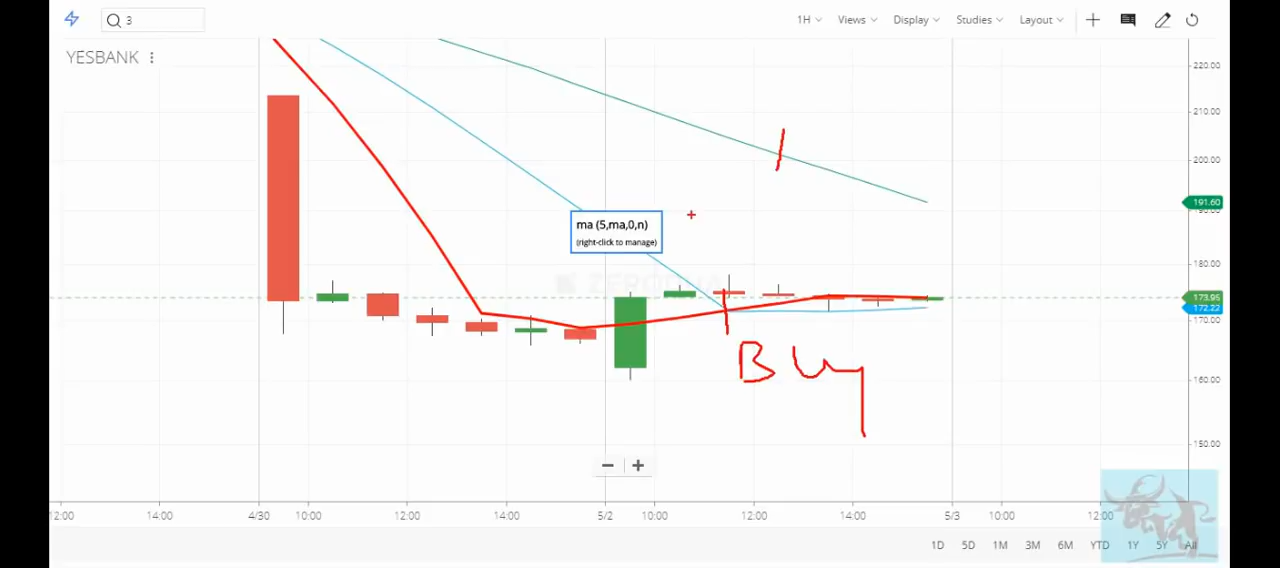 3
1H Views Display Studies Layout
YESBANK
220.00
210.00
200.00
191.60
190.00
180.00
173.95
172.22
170.00
160.00
150.00
ma (5,ma,0,n)
(right-click to manage)
ZERODHA
Buy
12:00 14:00 4/30 10:00 12:00 14:00 5/2 10:00 12:00 14:00 5/3 10:00 12:00
1D 5D 1M 3M 6M YTD 1Y 5Y All